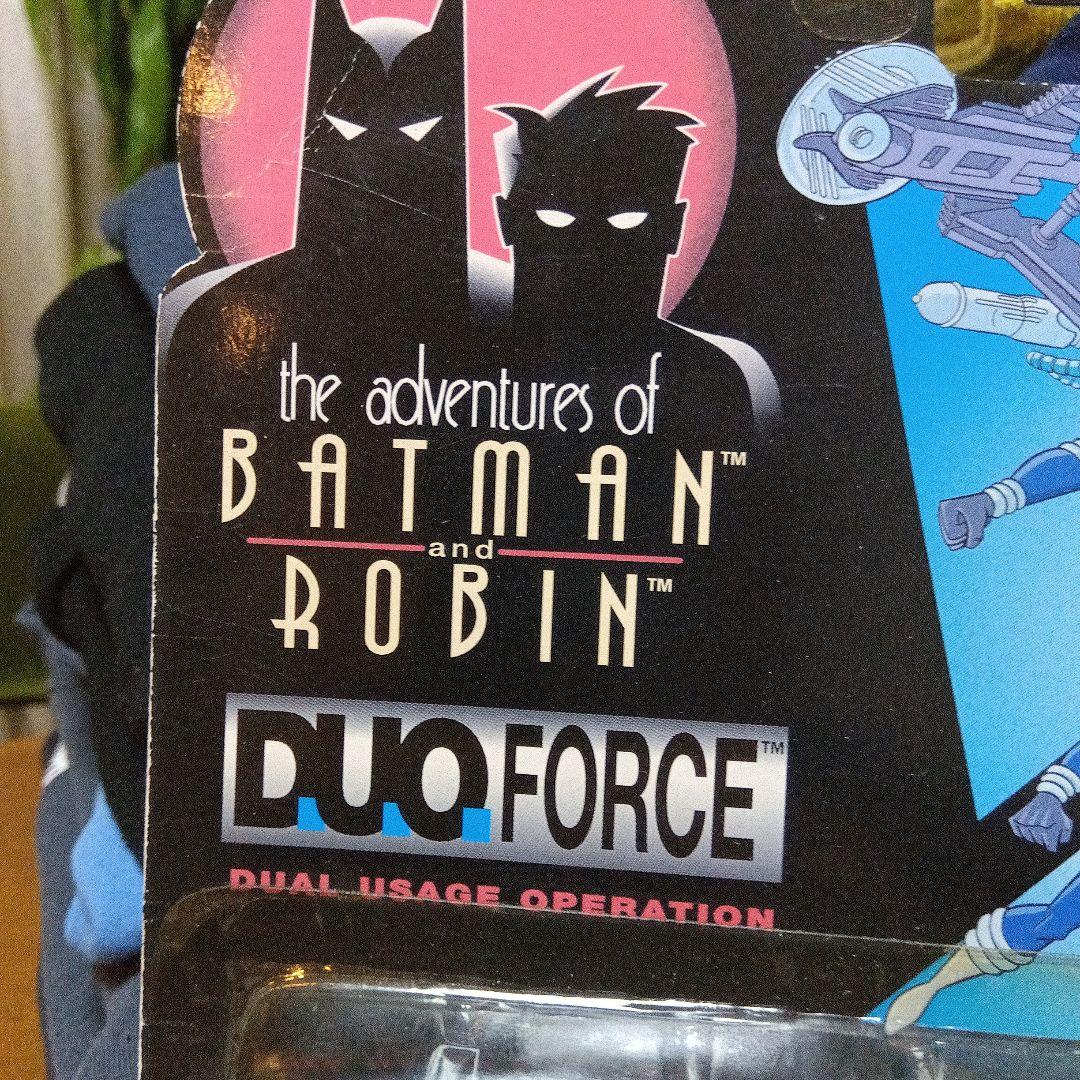 the adventures of
BATMAN™
and
ROBIN™
D.U.O. FORCE™
DUAL USAGE OPERATION